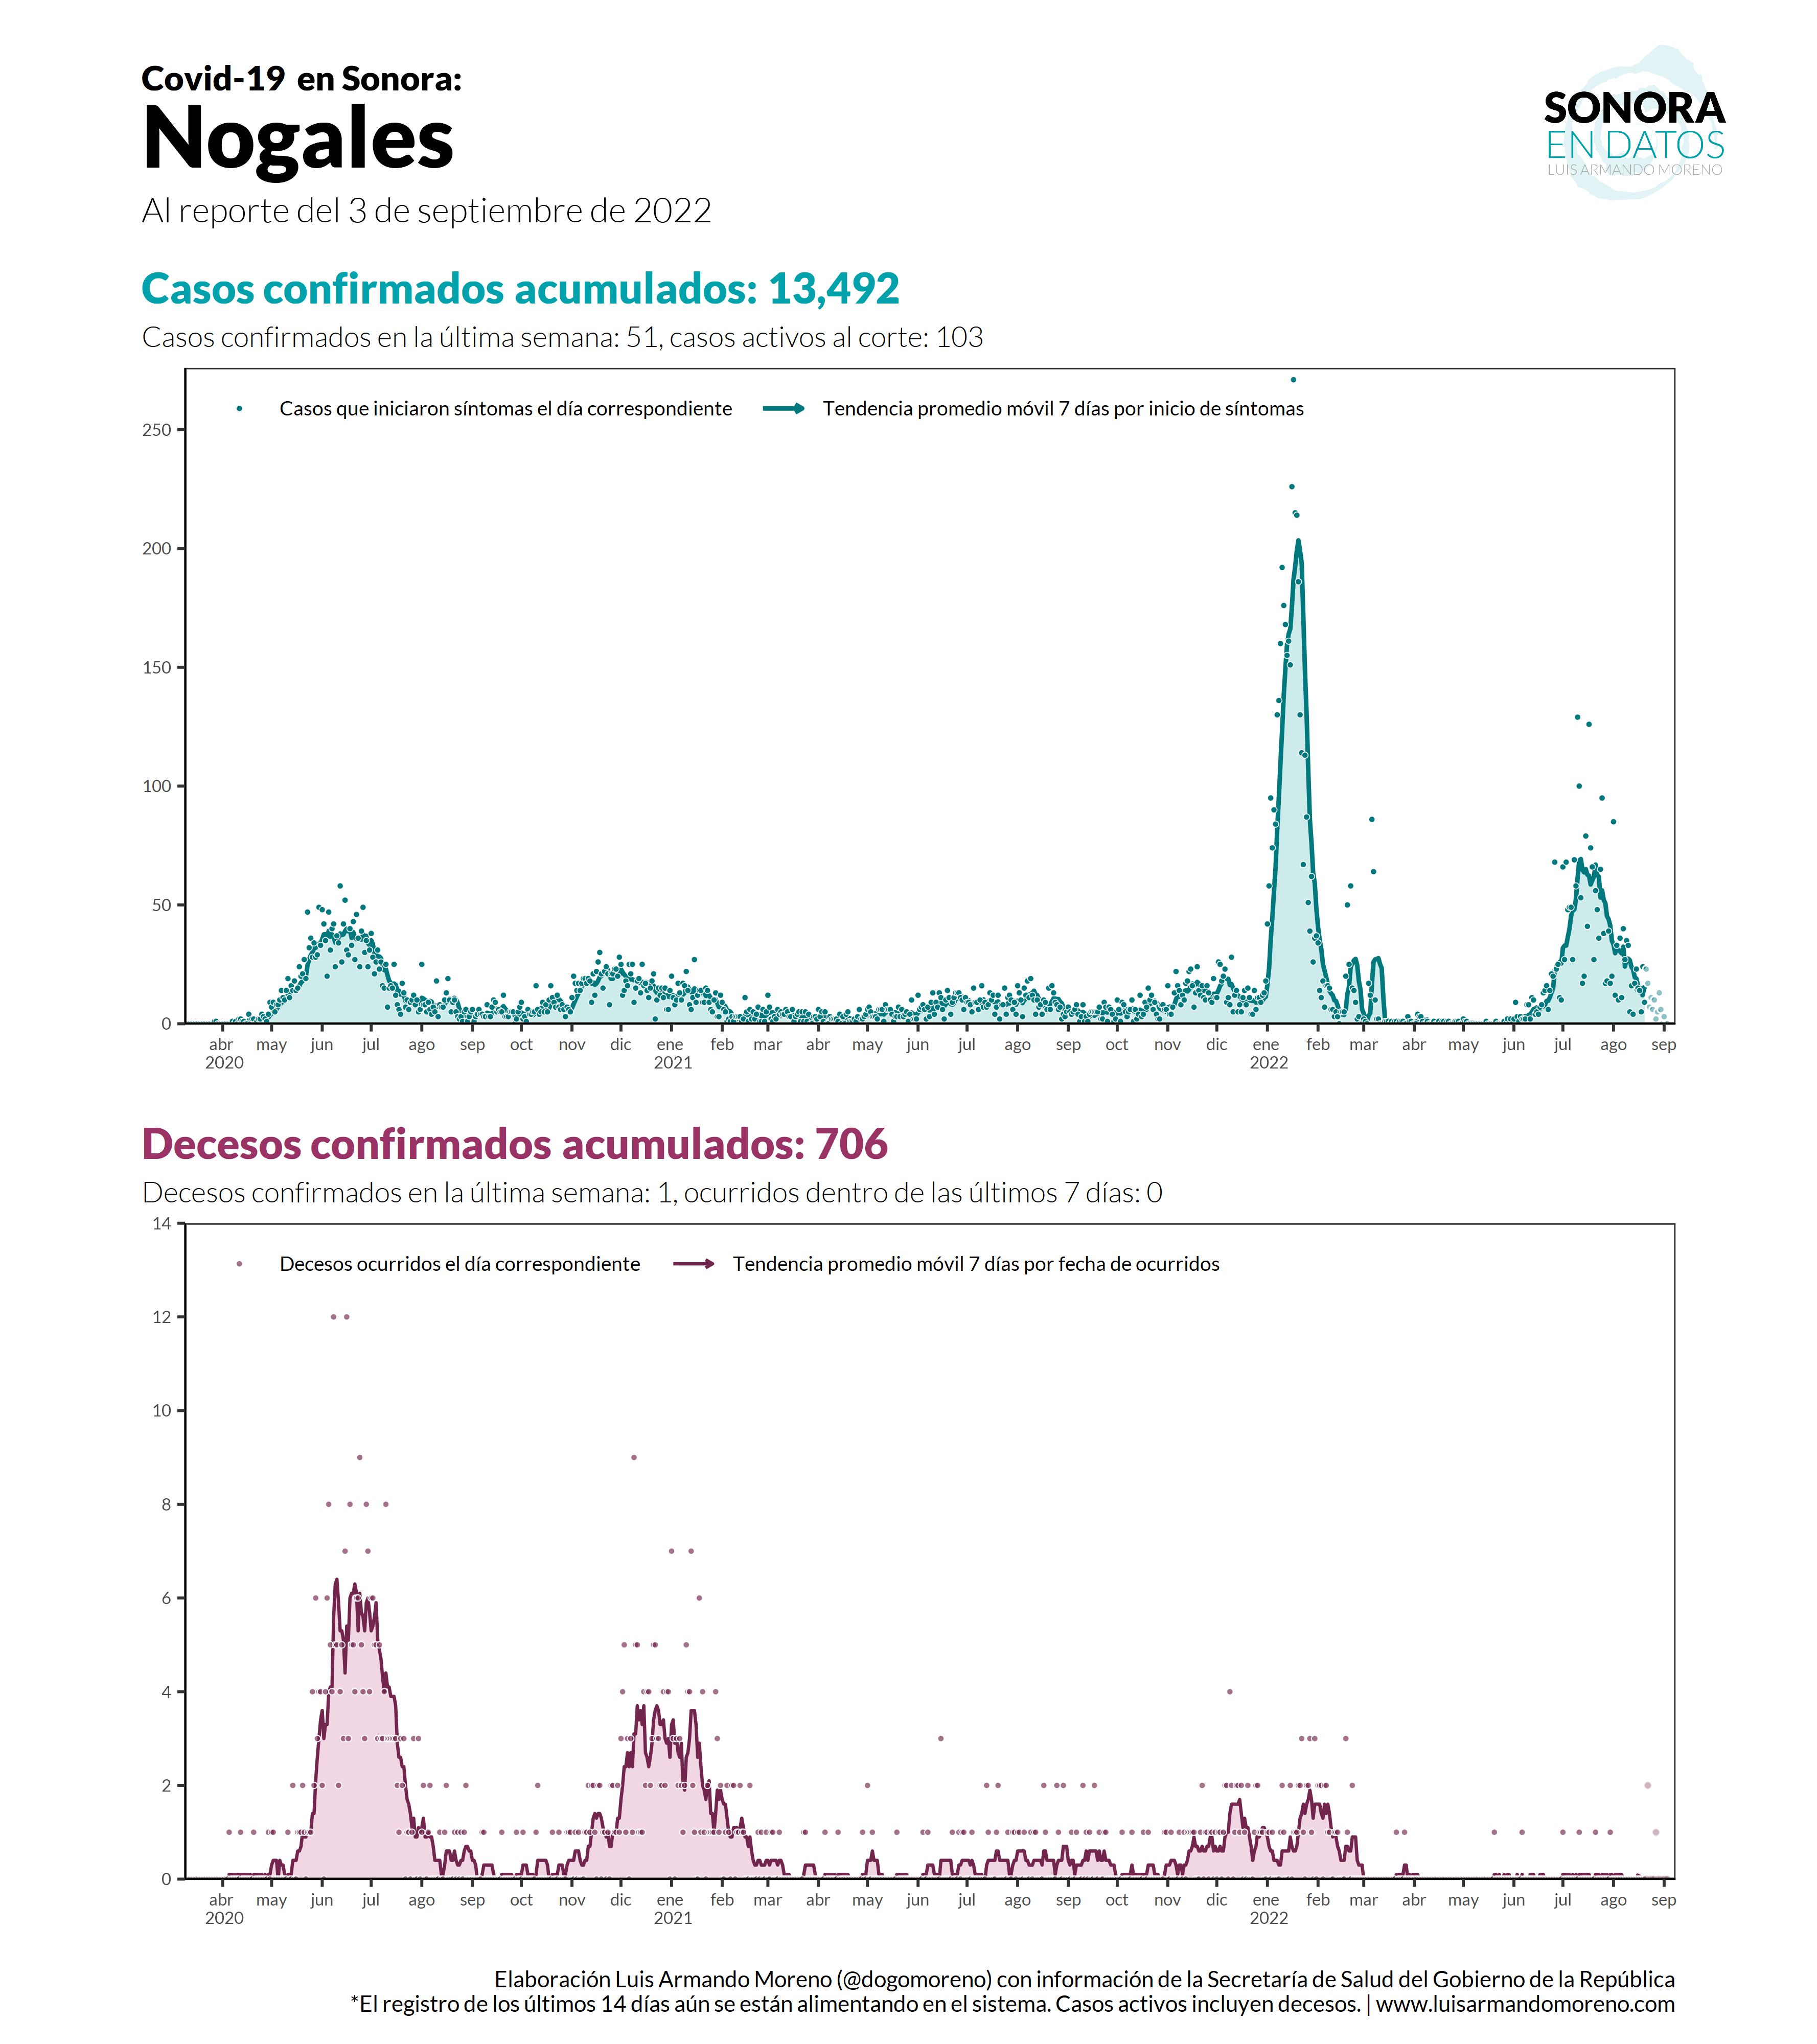 Covid-19 en Sonora:
Nogales
Al reporte del 3 de septiembre de 2022
SONORA
EN DATOS
LUIS ARMANDO MORENO
Casos confirmados acumulados: 13,492
Casos confirmados en la última semana: 51, casos activos al corte: 103
Casos que iniciaron síntomas el día correspondiente Tendencia promedio móvil 7 días por inicio de síntomas
250
200
150
100
50
0
abr may jun jul ago sep oct nov dic ene feb mar abr may jun jul ago sep oct nov dic ene feb mar abr may jun jul ago sep
2020 2021 2022
Decesos confirmados acumulados: 706
Decesos confirmados en la última semana: 1, ocurridos dentro de las últimos 7 días: 0
14
Decesos ocurridos el día correspondiente Tendencia promedio móvil 7 días por fecha de ocurridos
12
10
8
6
4
2
0
abr may jun jul ago sep oct nov dic ene feb mar abr may jun jul ago sep oct nov dic ene feb mar abr may jun jul ago sep
2020 2021 2022
Elaboración Luis Armando Moreno (@dogomoreno) con información de la Secretaría de Salud del Gobierno de la República
*El registro de los últimos 14 días aún se están alimentando en el sistema. Casos activos incluyen decesos. | www.luisarmandomoreno.com